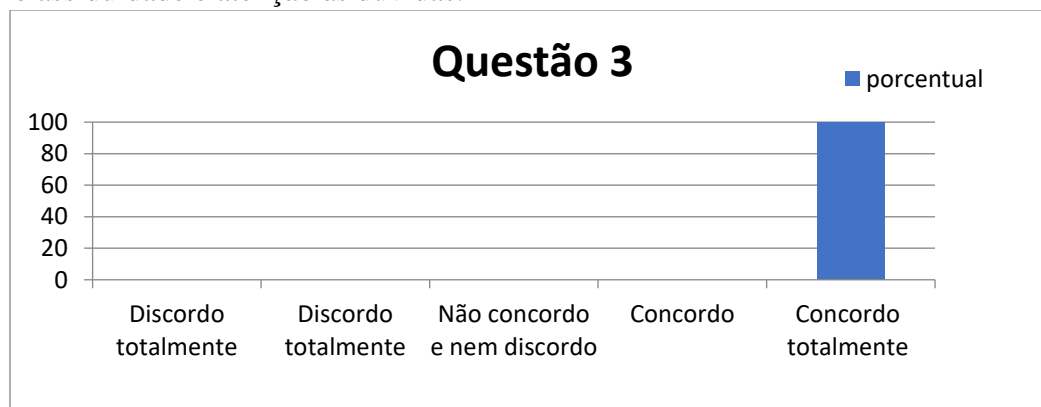 Questão 3
porcentual
100
80
60
40
20
0
Discordo totalmente
Discordo totalmente
Não concordo e nem discordo
Concordo
Concordo totalmente